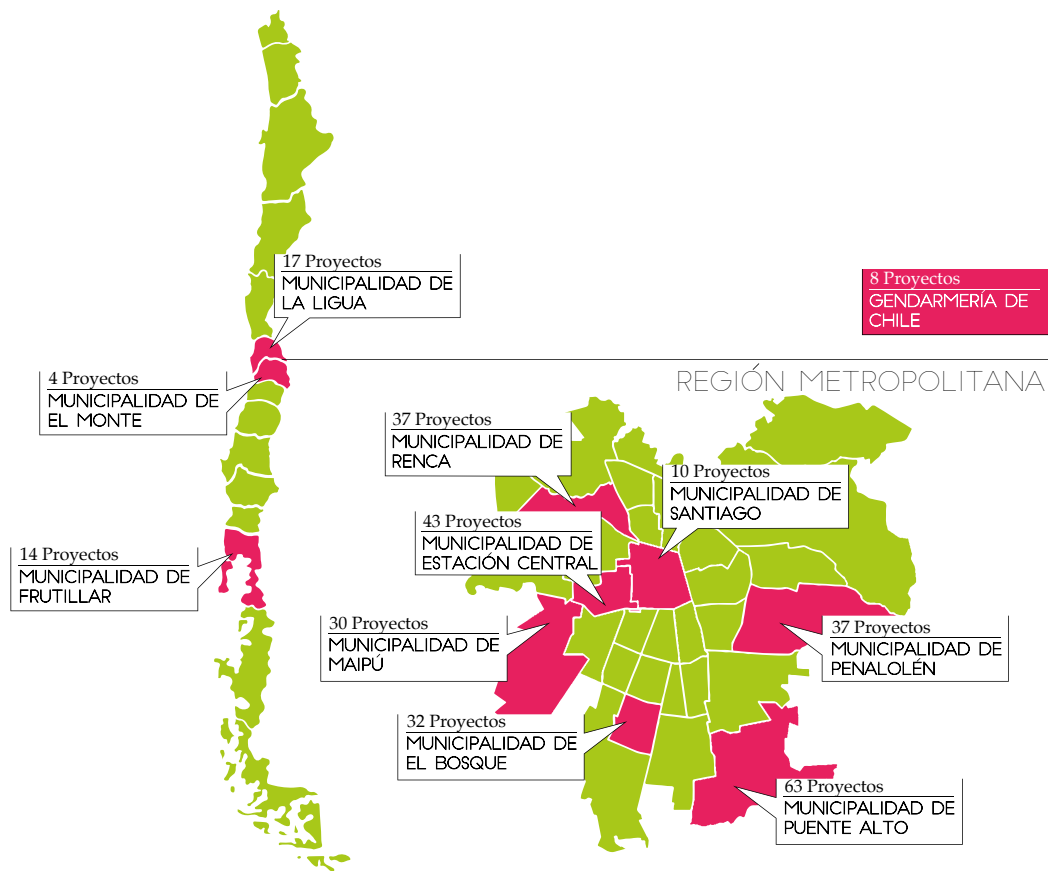 17 Proyectos
MUNICIPALIDAD DE
LA LIGUA
8 Proyectos
GENDARMERÍA DE
CHILE
4 Proyectos
MUNICIPALIDAD DE
EL MONTE
REGIÓN METROPOLITANA
37 Proyectos
MUNICIPALIDAD DE
RENCA
10 Proyectos
MUNICIPALIDAD DE
SANTIAGO
43 Proyectos
MUNICIPALIDAD DE
ESTACIÓN CENTRAL
14 Proyectos
MUNICIPALIDAD DE
FRUTILLAR
30 Proyectos
MUNICIPALIDAD DE
MAIPÚ
37 Proyectos
MUNICIPALIDAD DE
PENALOLÉN
32 Proyectos
MUNICIPALIDAD DE
EL BOSQUE
63 Proyectos
MUNICIPALIDAD DE
PUENTE ALTO